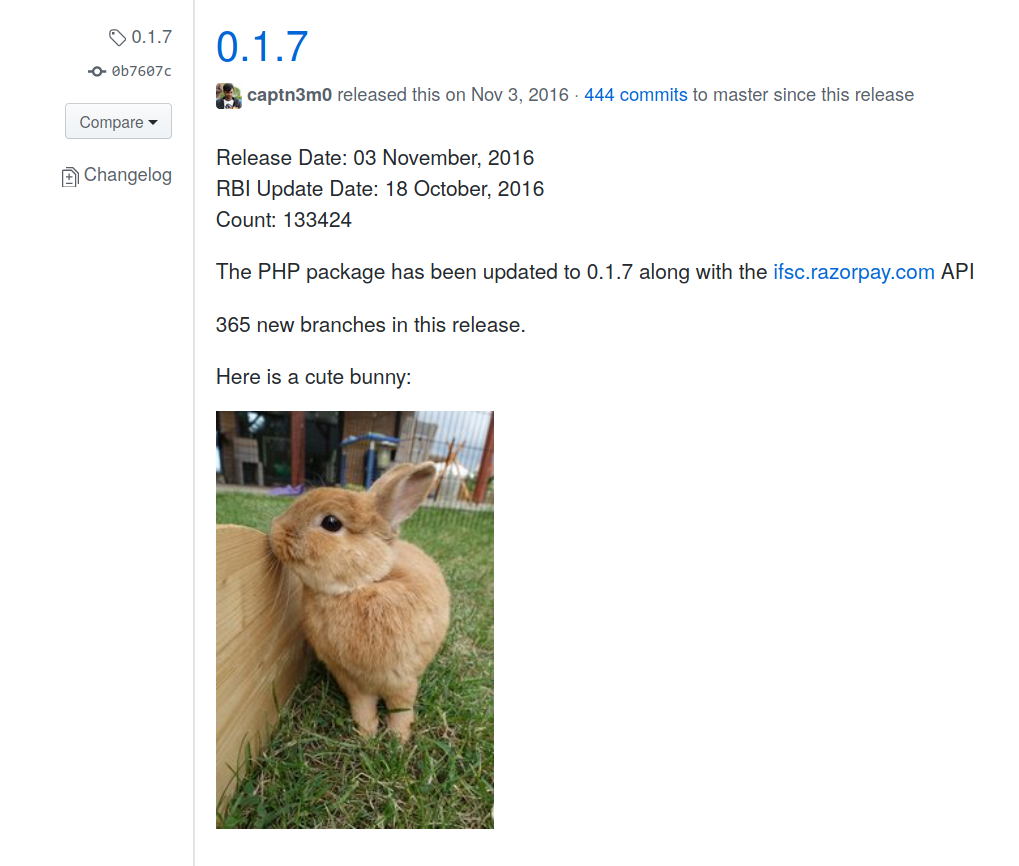 0.1.7
0b7607c
Compare
Changelog
0.1.7
captn3m0 released this on Nov 3, 2016 · 444 commits to master since this release
Release Date: 03 November, 2016
RBI Update Date: 18 October, 2016
Count: 133424
The PHP package has been updated to 0.1.7 along with the ifsc.razorpay.com API
365 new branches in this release.
Here is a cute bunny: